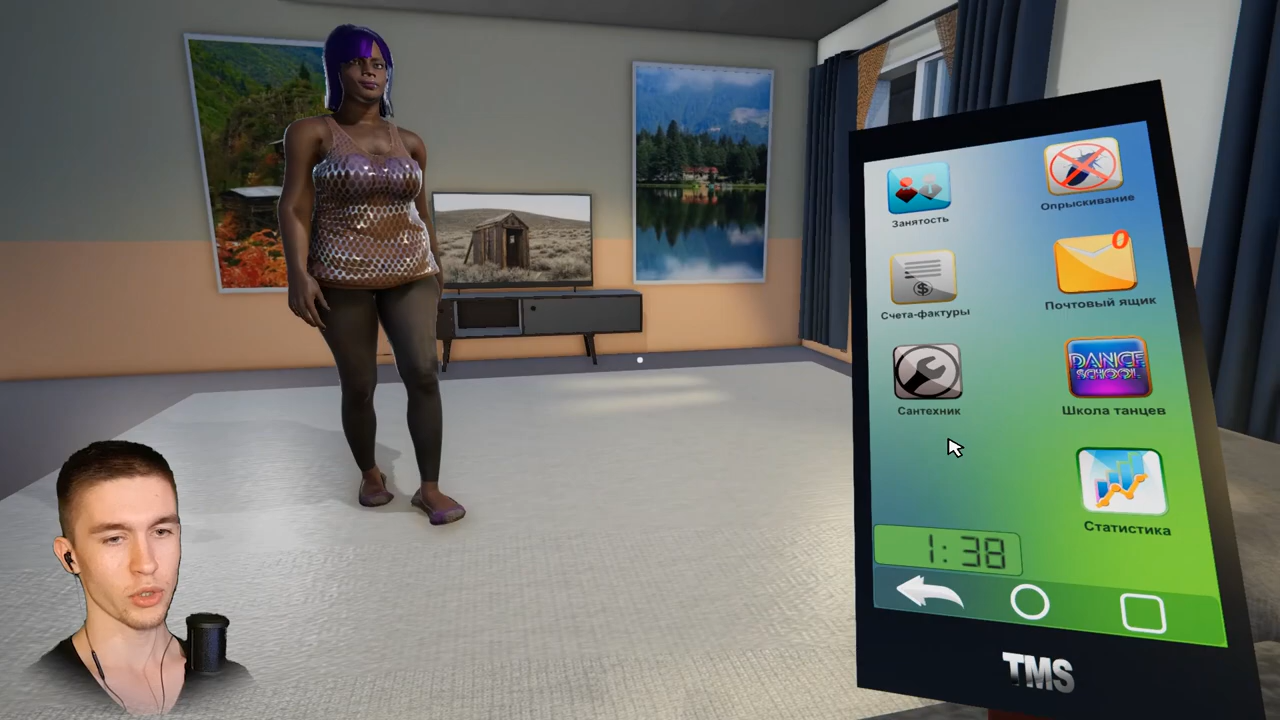 Занятость
Опрыскивание
Счета-фактуры
0
Почтовый ящик
Сантехник
DANCE
SCHOOL
Школа танцев
Статистика
1:38
TMS